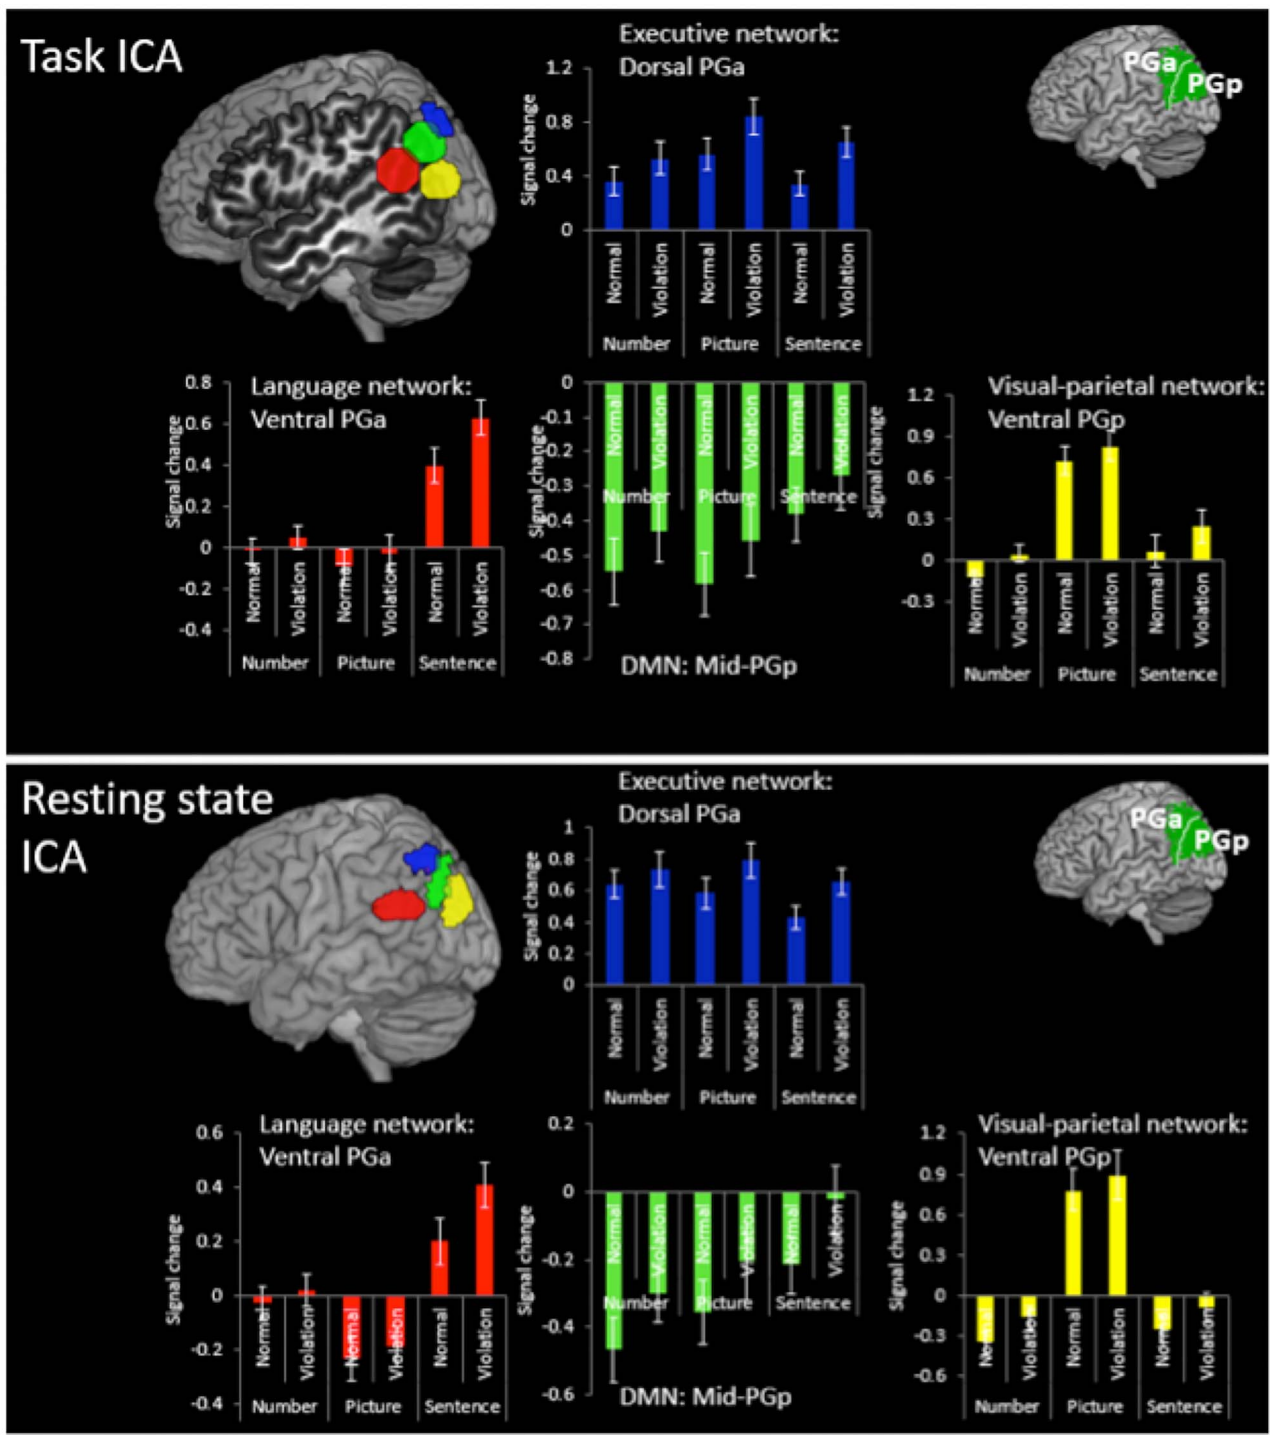 Task ICA
Executive network:
Dorsal PGa
PGa
PGp
Signal change
1.2
0.8
0.4
0
Normal
Violation
Normal
Violation
Normal
Violation
Number
Picture
Sentence
Language network:
Ventral PGa
Signal change
0.8
0.6
0.4
0.2
0
-0.2
-0.4
Normal
Violation
Normal
Violation
Normal
Violation
Number
Picture
Sentence
Signal change
0
-0.1
-0.2
-0.3
-0.4
-0.5
-0.6
-0.7
-0.8
Normal
Violation
Normal
Violation
Normal
Violation
Number
Picture
Sentence
DMN: Mid-PGp
Visual-parietal network:
Ventral PGp
Signal change
1.2
0.9
0.6
0.3
0
-0.3
Normal
Violation
Normal
Violation
Normal
Violation
Number
Picture
Sentence
Resting state
ICA
Executive network:
Dorsal PGa
PGa
PGp
Signal change
1
0.8
0.6
0.4
0.2
0
Normal
Violation
Normal
Violation
Normal
Violation
Number
Picture
Sentence
Language network:
Ventral PGa
Signal change
0.6
0.4
0.2
0
-0.2
-0.4
Normal
Violation
Normal
Violation
Normal
Violation
Number
Picture
Sentence
Signal change
0.2
0
-0.2
-0.4
-0.6
Normal
Violation
Normal
Violation
Normal
Violation
Number
Picture
Sentence
DMN: Mid-PGp
Visual-parietal network:
Ventral PGp
Signal change
1.2
0.9
0.6
0.3
0
-0.3
-0.6
Normal
Violation
Normal
Violation
Normal
Violation
Number
Picture
Sentence